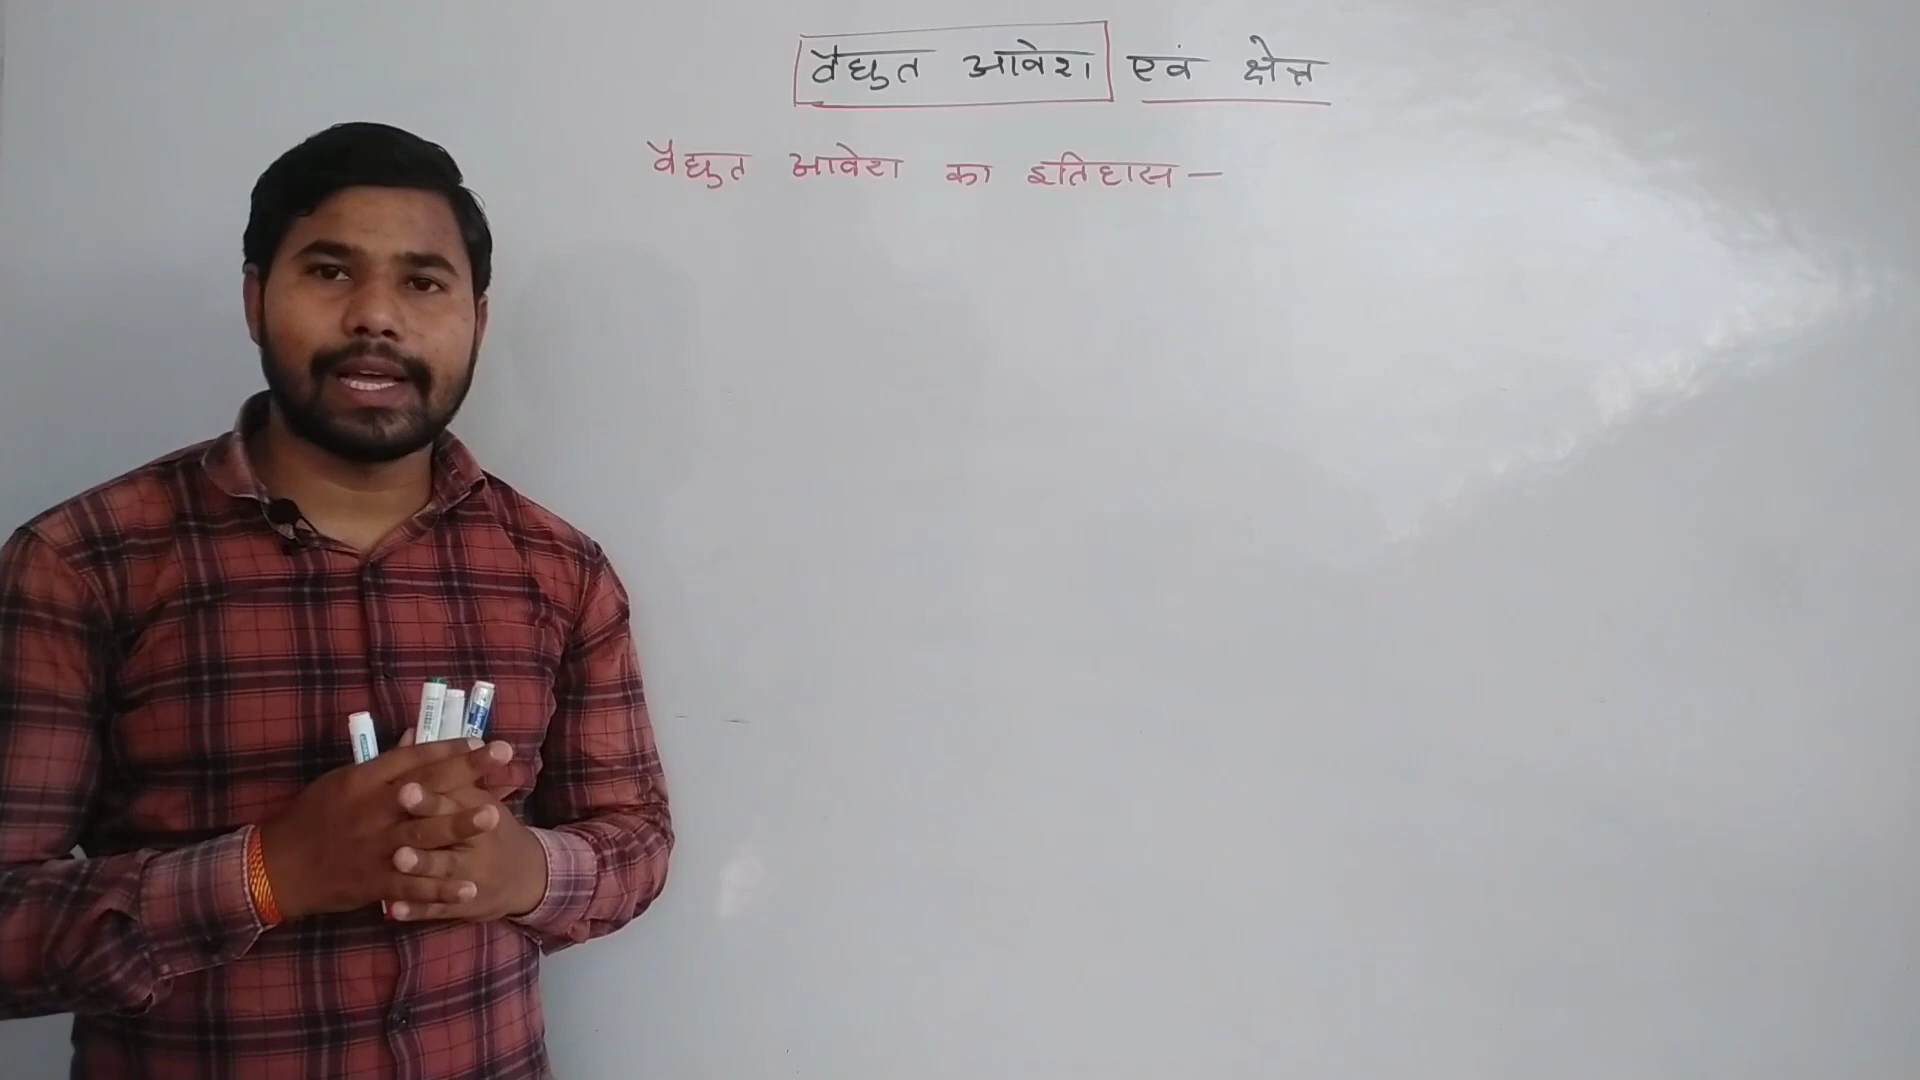 वैद्युत आवेश एवं क्षेत्र
वैद्युत आवेश का इतिहास —